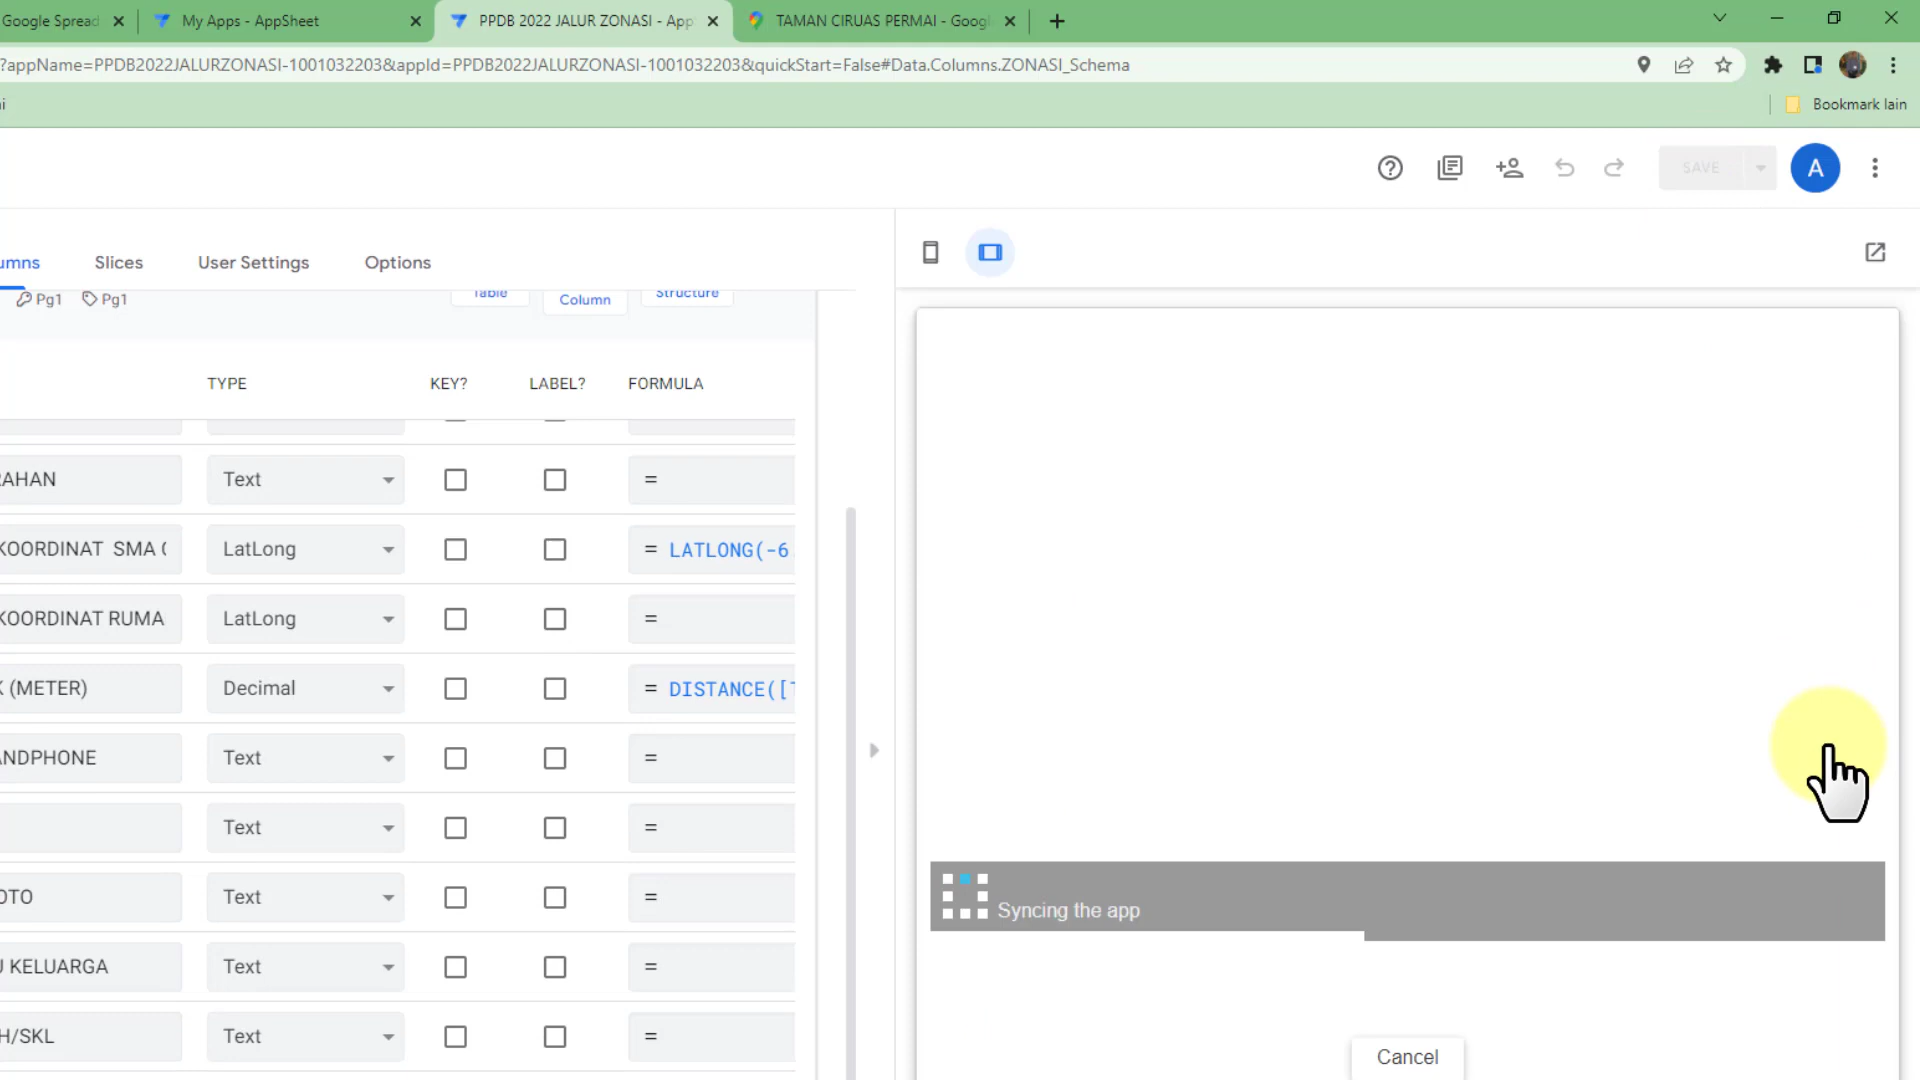 Google Spread
My Apps - AppSheet
PPDB 2022 JALUR ZONASI - App
TAMAN CIRUAS PERMAI - Googl
?appName=PPDB2022JALURZONASI-1001032203&appId=PPDB2022JALURZONASI-1001032203&quickStart=False#Data.Columns.ZONASI_Schema
Bookmark lain
SAVE
A
umns
Slices
User Settings
Options
Pg1
Pg1
Table
Column
Structure
TYPE
KEY?
LABEL?
FORMULA
RAHAN
Text
=
KOORDINAT SMA (
LatLong
= LATLONG(-6.
KOORDINAT RUMA
LatLong
=
K (METER)
Decimal
= DISTANCE([T
ANDPHONE
Text
=
Text
=
OTO
Text
=
U KELUARGA
Text
=
H/SKL
Text
=
Syncing the app
Cancel